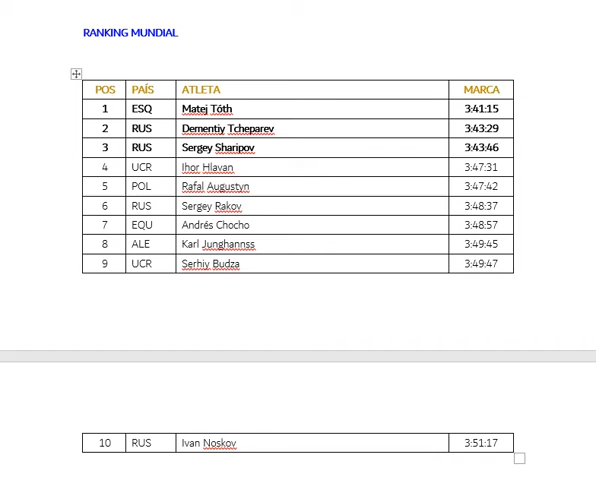 RANKING MUNDIAL
POS PAÍS ATLETA MARCA
1 ESQ Matej Tóth 3:41:15
2 RUS Dementiy Tcheparev 3:43:29
3 RUS Sergey Sharipov 3:43:46
4 UCR Ihor Hlavan 3:47:31
5 POL Rafal Augustyn 3:47:42
6 RUS Sergey Rakov 3:48:37
7 EQU Andrés Chocho 3:48:57
8 ALE Karl Junghannss 3:49:45
9 UCR Serhiy Budza 3:49:47
10 RUS Ivan Noskov 3:51:17